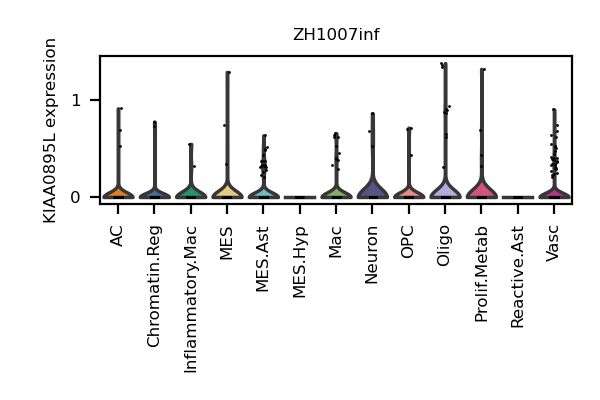 ZH1007inf
KIAA0895L expression
1
0
AC
Chromatin.Reg
Inflammatory.Mac
MES
MES.Ast
MES.Hyp
Mac
Neuron
OPC
Oligo
Prolif.Metab
Reactive.Ast
Vasc